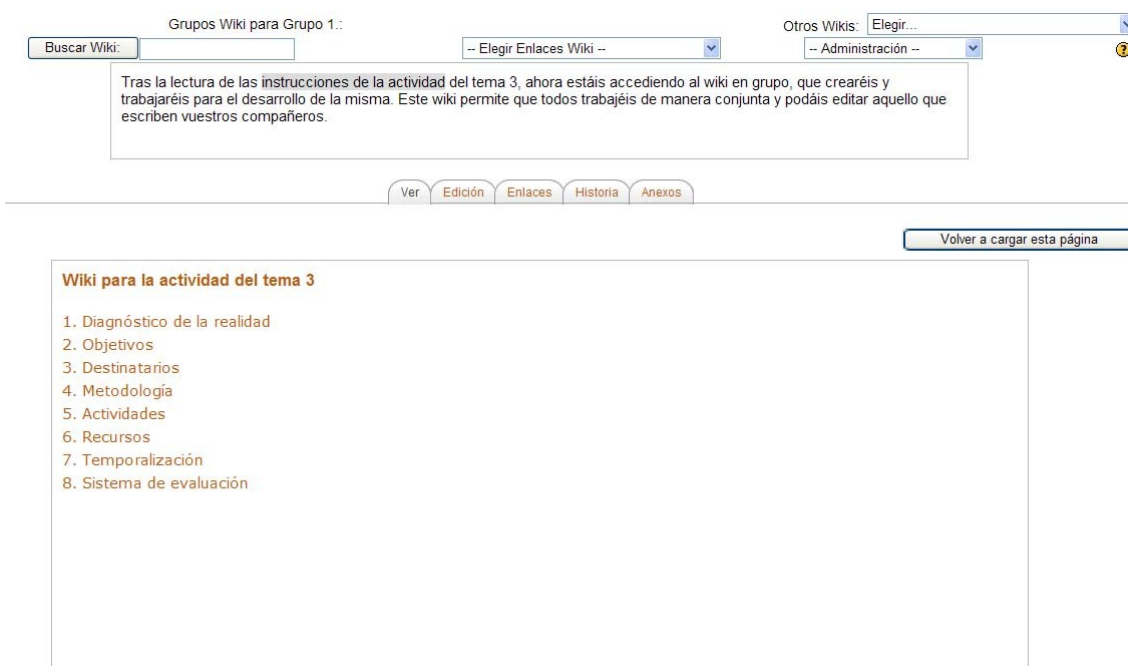 Grupos Wiki para Grupo 1.:
Otros Wikis: Elegir...
Buscar Wiki:
-- Elegir Enlaces Wiki --
-- Administración --
?
Tras la lectura de las instrucciones de la actividad del tema 3, ahora estáis accediendo al wiki en grupo, que crearéis y
trabajaréis para el desarrollo de la misma. Este wiki permite que todos trabajéis de manera conjunta y podáis editar aquello que
escriben vuestros compañeros.
Ver Edición Enlaces Historia Anexos
Volver a cargar esta página
Wiki para la actividad del tema 3
1. Diagnóstico de la realidad
2. Objetivos
3. Destinatarios
4. Metodología
5. Actividades
6. Recursos
7. Temporalización
8. Sistema de evaluación